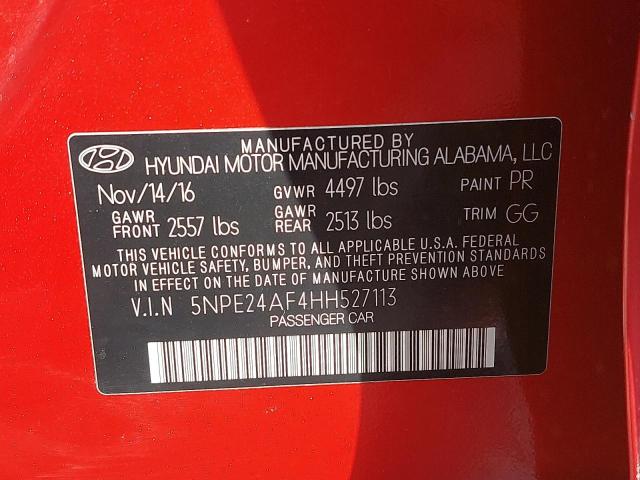 MANUFACTURED BY
HYUNDAI MOTOR MANUFACTURING ALABAMA, LLC
Nov/14/16 GVWR 4497 lbs PAINT PR
GAWR FRONT 2557 lbs GAWR REAR 2513 lbs TRIM GG
THIS VEHICLE CONFORMS TO ALL APPLICABLE U.S.A. FEDERAL
MOTOR VEHICLE SAFETY, BUMPER, AND THEFT PREVENTION STANDARDS
IN EFFECT ON THE DATE OF MANUFACTURE SHOWN ABOVE
V.I.N 5NPE24AF4HH527113
PASSENGER CAR